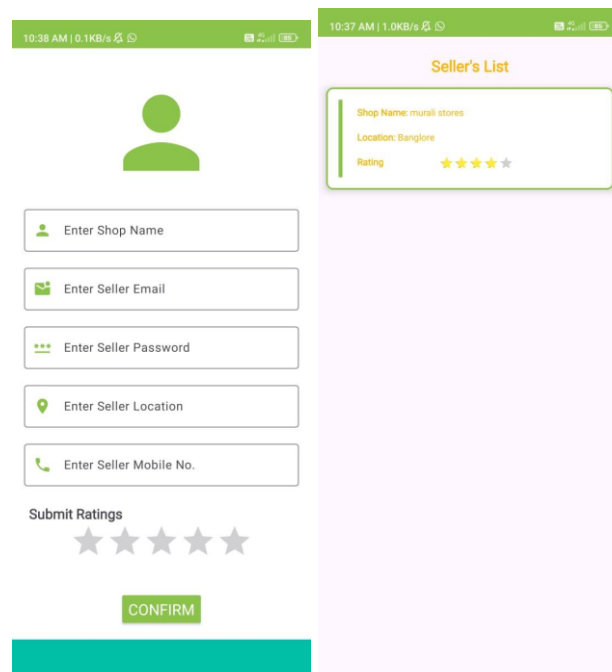 10:38 AM | 0.1KB/s
Enter Shop Name
Enter Seller Email
Enter Seller Password
Enter Seller Location
Enter Seller Mobile No.
Submit Ratings
CONFIRM
10:37 AM | 1.0KB/s
Seller's List
Shop Name: murali stores
Location: Banglore
Rating